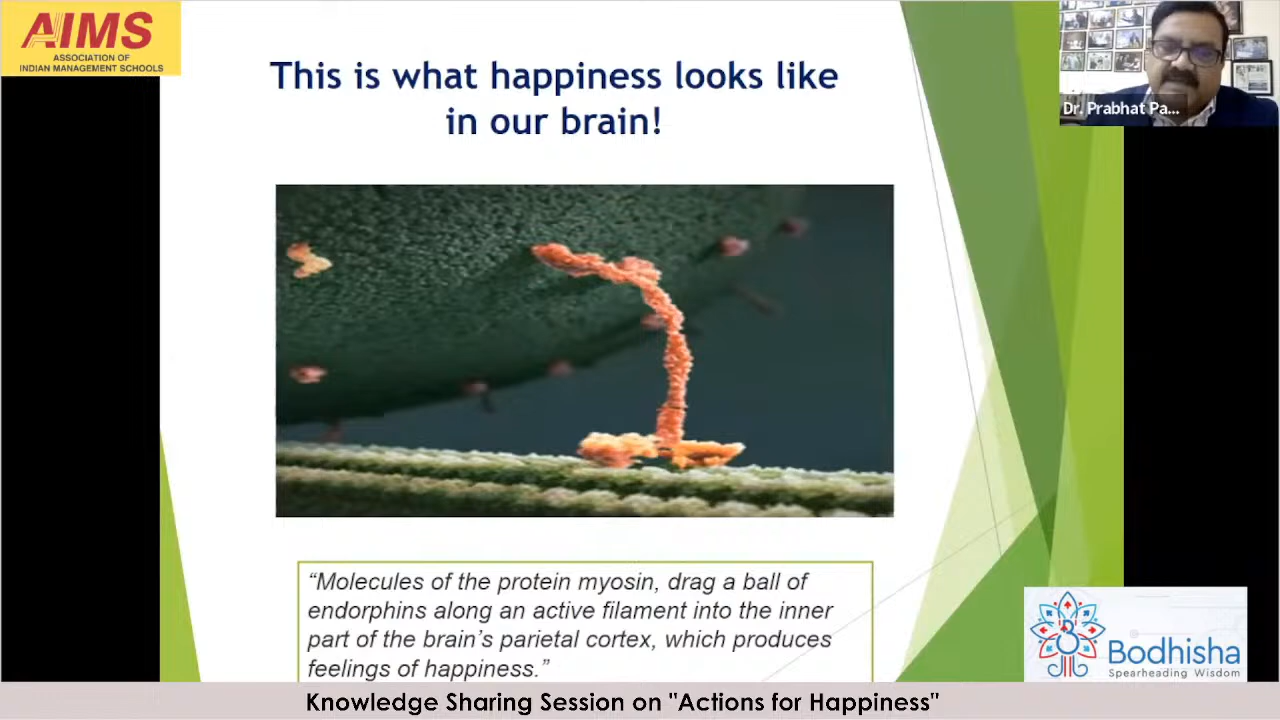 AIMS
ASSOCIATION OF
INDIAN MANAGEMENT SCHOOLS
This is what happiness looks like
in our brain!
Dr. Prabhat Pa...
“Molecules of the protein myosin, drag a ball of
endorphins along an active filament into the inner
part of the brain’s parietal cortex, which produces
feelings of happiness.”
Bodhisha
Spearheading Wisdom
Knowledge Sharing Session on "Actions for Happiness"